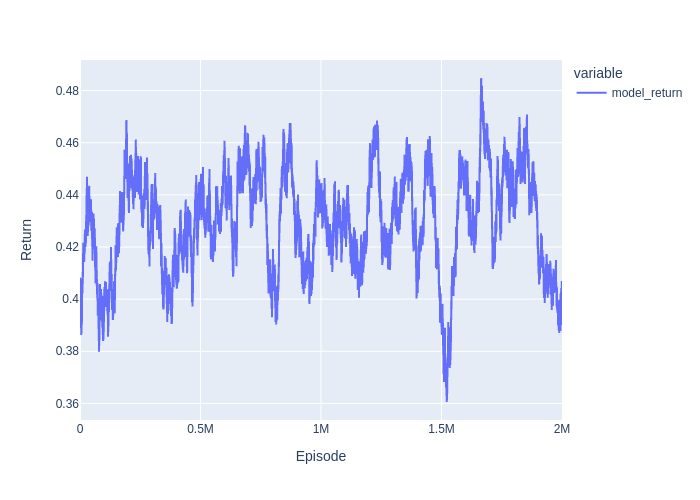 variable
model_return
0.48
0.46
0.44
0.42
0.4
0.38
0.36
Return
0
0.5M
1M
1.5M
2M
Episode